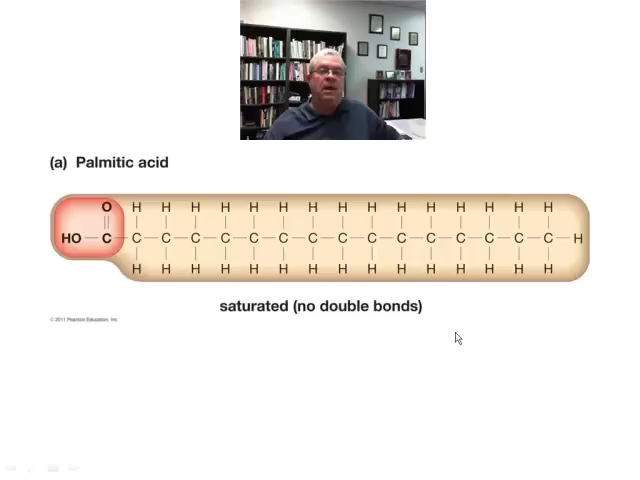 (a) Palmitic acid
O H H H H H H H H H H H H H H H
HO C C C C C C C C C C C C C C C C H
H H H H H H H H H H H H H H H
saturated (no double bonds)
© 2011 Pearson Education, Inc.